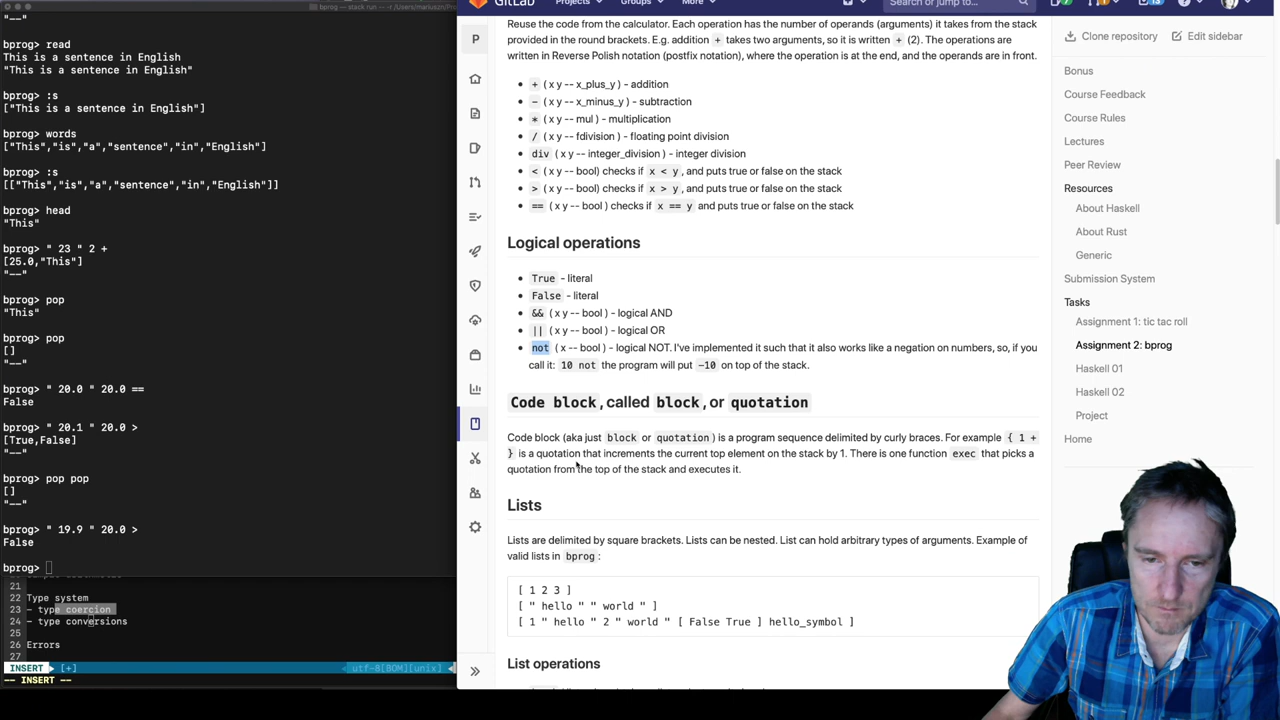 bprog — stack run — -r /Users/mariuszn/Pr
"--"
bprog> read
This is a sentence in English
"This is a sentence in English"
bprog> :s
["This is a sentence in English"]
bprog> words
["This","is","a","sentence","in","English"]
bprog> :s
[["This","is","a","sentence","in","English"]]
bprog> head
"This"
bprog> " 23 " 2 +
[25.0,"This"]
"--"
bprog> pop
"This"
bprog> pop
[]
"--"
bprog> " 20.0 " 20.0 ==
False
bprog> " 20.1 " 20.0 >
[True,False]
"--"
bprog> pop pop
[]
"--"
bprog> " 19.9 " 20.0 >
False
bprog>
21
22 Type system
23 - type coercion
24 - type conversions
25
26 Errors
27
INSERT [+] utf-8[BOM][unix]
-- INSERT --
GitLab Projects Groups More Search or jump to...
P
Reuse the code from the calculator. Each operation has the number of operands (arguments) it takes from the stack
provided in the round brackets. E.g. addition + takes two arguments, so it is written + (2). The operations are
written in Reverse Polish notation (postfix notation), where the operation is at the end, and the operands are in front.
• + ( x y -- x_plus_y ) - addition
• - ( x y -- x_minus_y ) - subtraction
• * ( x y -- mul ) - multiplication
• / ( x y -- fdivision ) - floating point division
• div ( x y -- integer_division ) - integer division
• < ( x y -- bool) checks if x < y, and puts true or false on the stack
• > ( x y -- bool) checks if x > y, and puts true or false on the stack
• == ( x y -- bool ) checks if x == y and puts true or false on the stack
Logical operations
• True - literal
• False - literal
• && ( x y -- bool ) - logical AND
• || ( x y -- bool ) - logical OR
• not ( x -- bool ) - logical NOT. I've implemented it such that it also works like a negation on numbers, so, if you
call it: 10 not the program will put -10 on top of the stack.
Code block, called block, or quotation
Code block (aka just block or quotation) is a program sequence delimited by curly braces. For example { 1 +
} is a quotation that increments the current top element on the stack by 1. There is one function exec that picks a
quotation from the top of the stack and executes it.
Lists
Lists are delimited by square brackets. Lists can be nested. List can hold arbitrary types of arguments. Example of
valid lists in bprog :
[ 1 2 3 ]
[ " hello " " world " ]
[ 1 " hello " 2 " world " [ False True ] hello_symbol ]
List operations
Clone repository Edit sidebar
Bonus
Course Feedback
Course Rules
Lectures
Peer Review
Resources
About Haskell
About Rust
Generic
Submission System
Tasks
Assignment 1: tic tac roll
Assignment 2: bprog
Haskell 01
Haskell 02
Project
Home